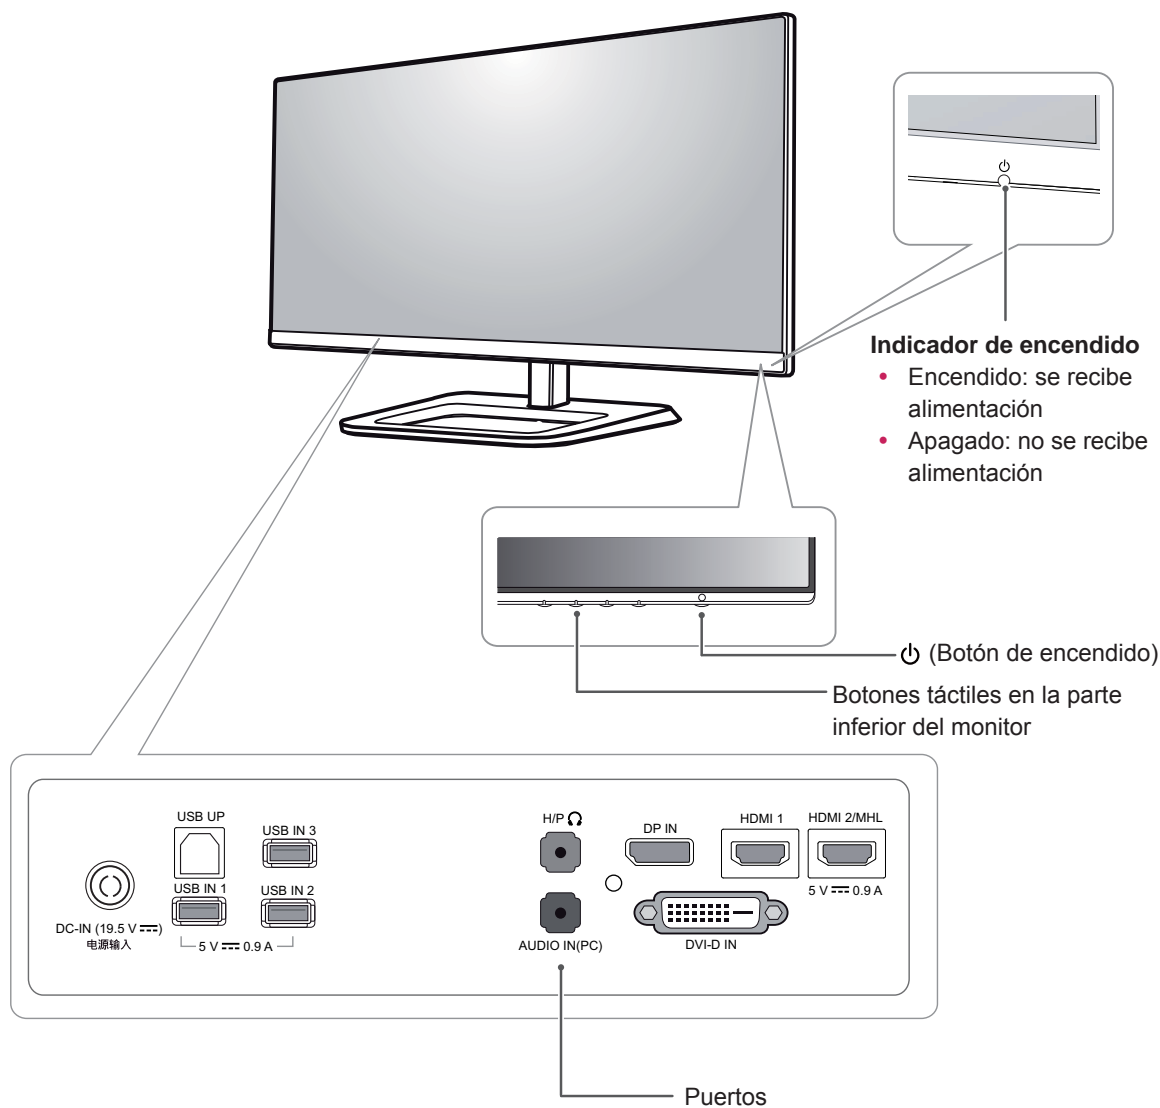 Indicador de encendido
• Encendido: se recibe
alimentación
• Apagado: no se recibe
alimentación
(Botón de encendido)
Botones táctiles en la parte
inferior del monitor
USB UP
USB IN 3
USB IN 1
USB IN 2
DC-IN (19.5 V ⎓)
电源输入
5 V ⎓ 0.9 A
H/P
DP IN
HDMI 1
HDMI 2/MHL
5 V ⎓ 0.9 A
AUDIO IN(PC)
DVI-D IN
Puertos